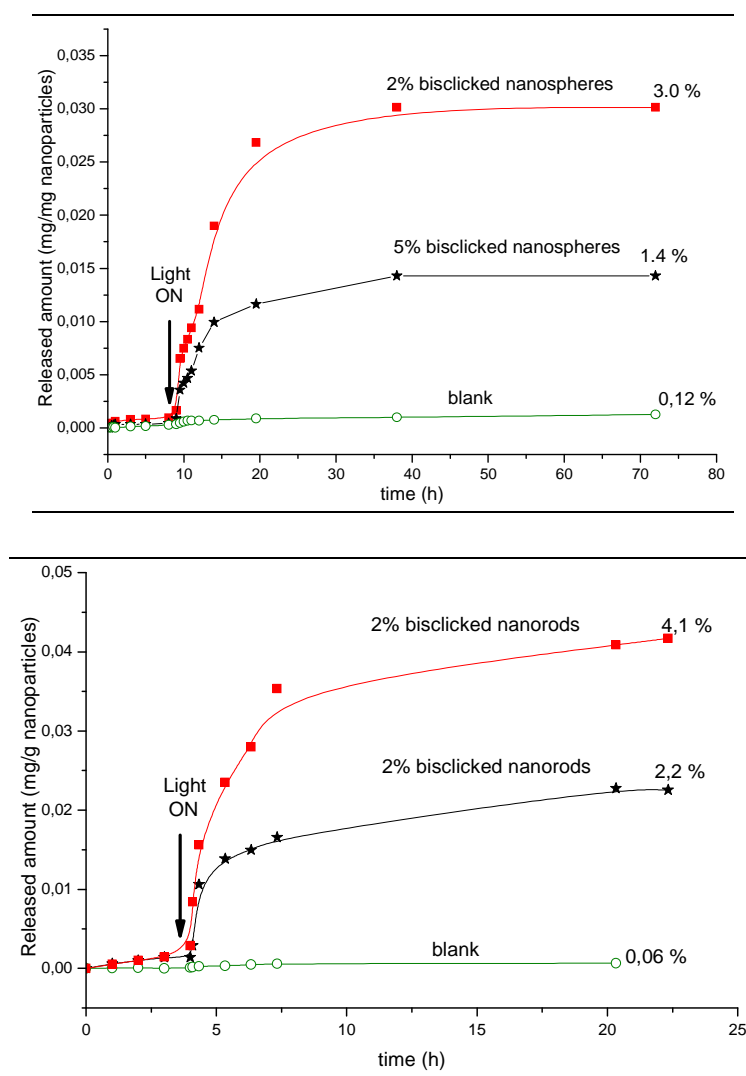 0,035
0,030
0,025
0,020
0,015
0,010
0,005
0,000
Released amount (mg/mg nanoparticles)
2% bisclicked nanospheres
3.0 %
5% bisclicked nanospheres
1.4 %
Light
ON
blank
0,12 %
0 10 20 30 40 50 60 70 80
time (h)
0,05
0,04
0,03
0,02
0,01
0,00
Released amount (mg/g nanoparticles)
2% bisclicked nanorods
4,1 %
2% bisclicked nanorods
2,2 %
Light
ON
blank
0,06 %
0 5 10 15 20 25
time (h)